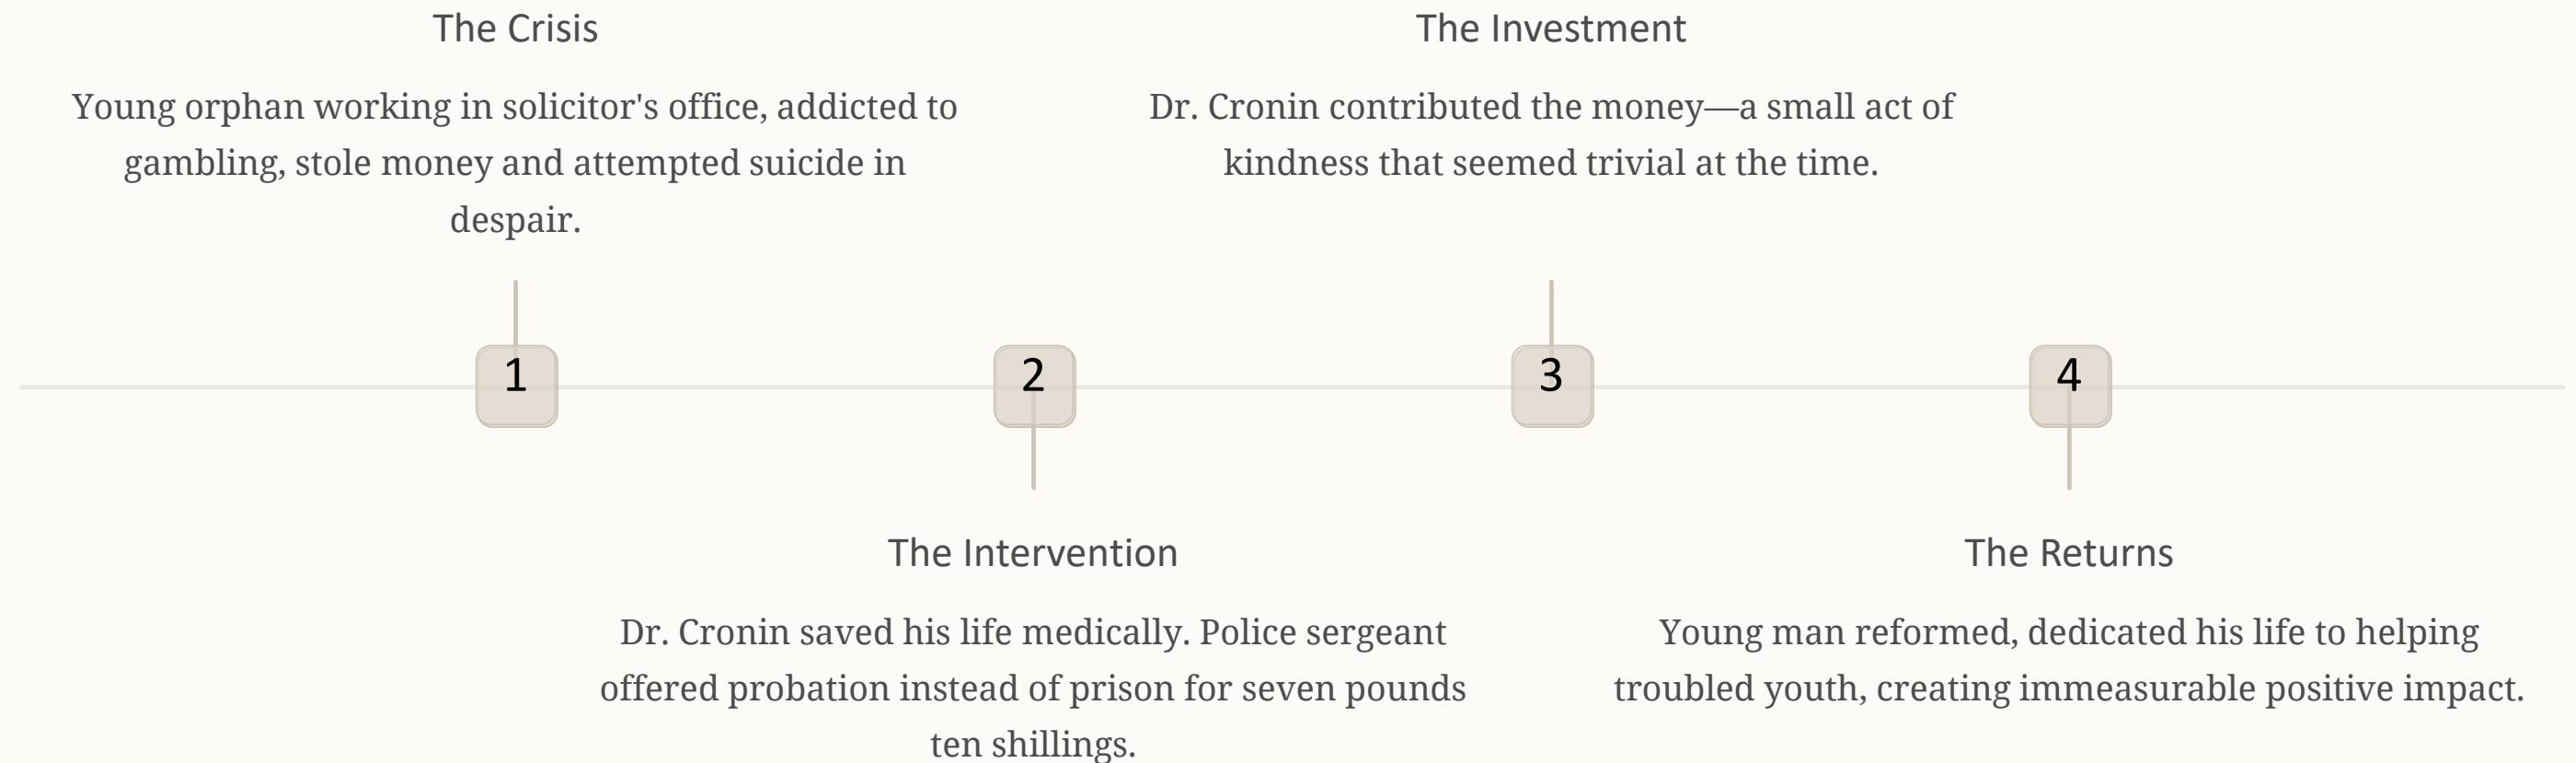 The Crisis
Young orphan working in solicitor's office, addicted to
gambling, stole money and attempted suicide in
despair.
The Investment
Dr. Cronin contributed the money—a small act of
kindness that seemed trivial at the time.
1
2
3
4
The Intervention
Dr. Cronin saved his life medically. Police sergeant
offered probation instead of prison for seven pounds
ten shillings.
The Returns
Young man reformed, dedicated his life to helping
troubled youth, creating immeasurable positive impact.